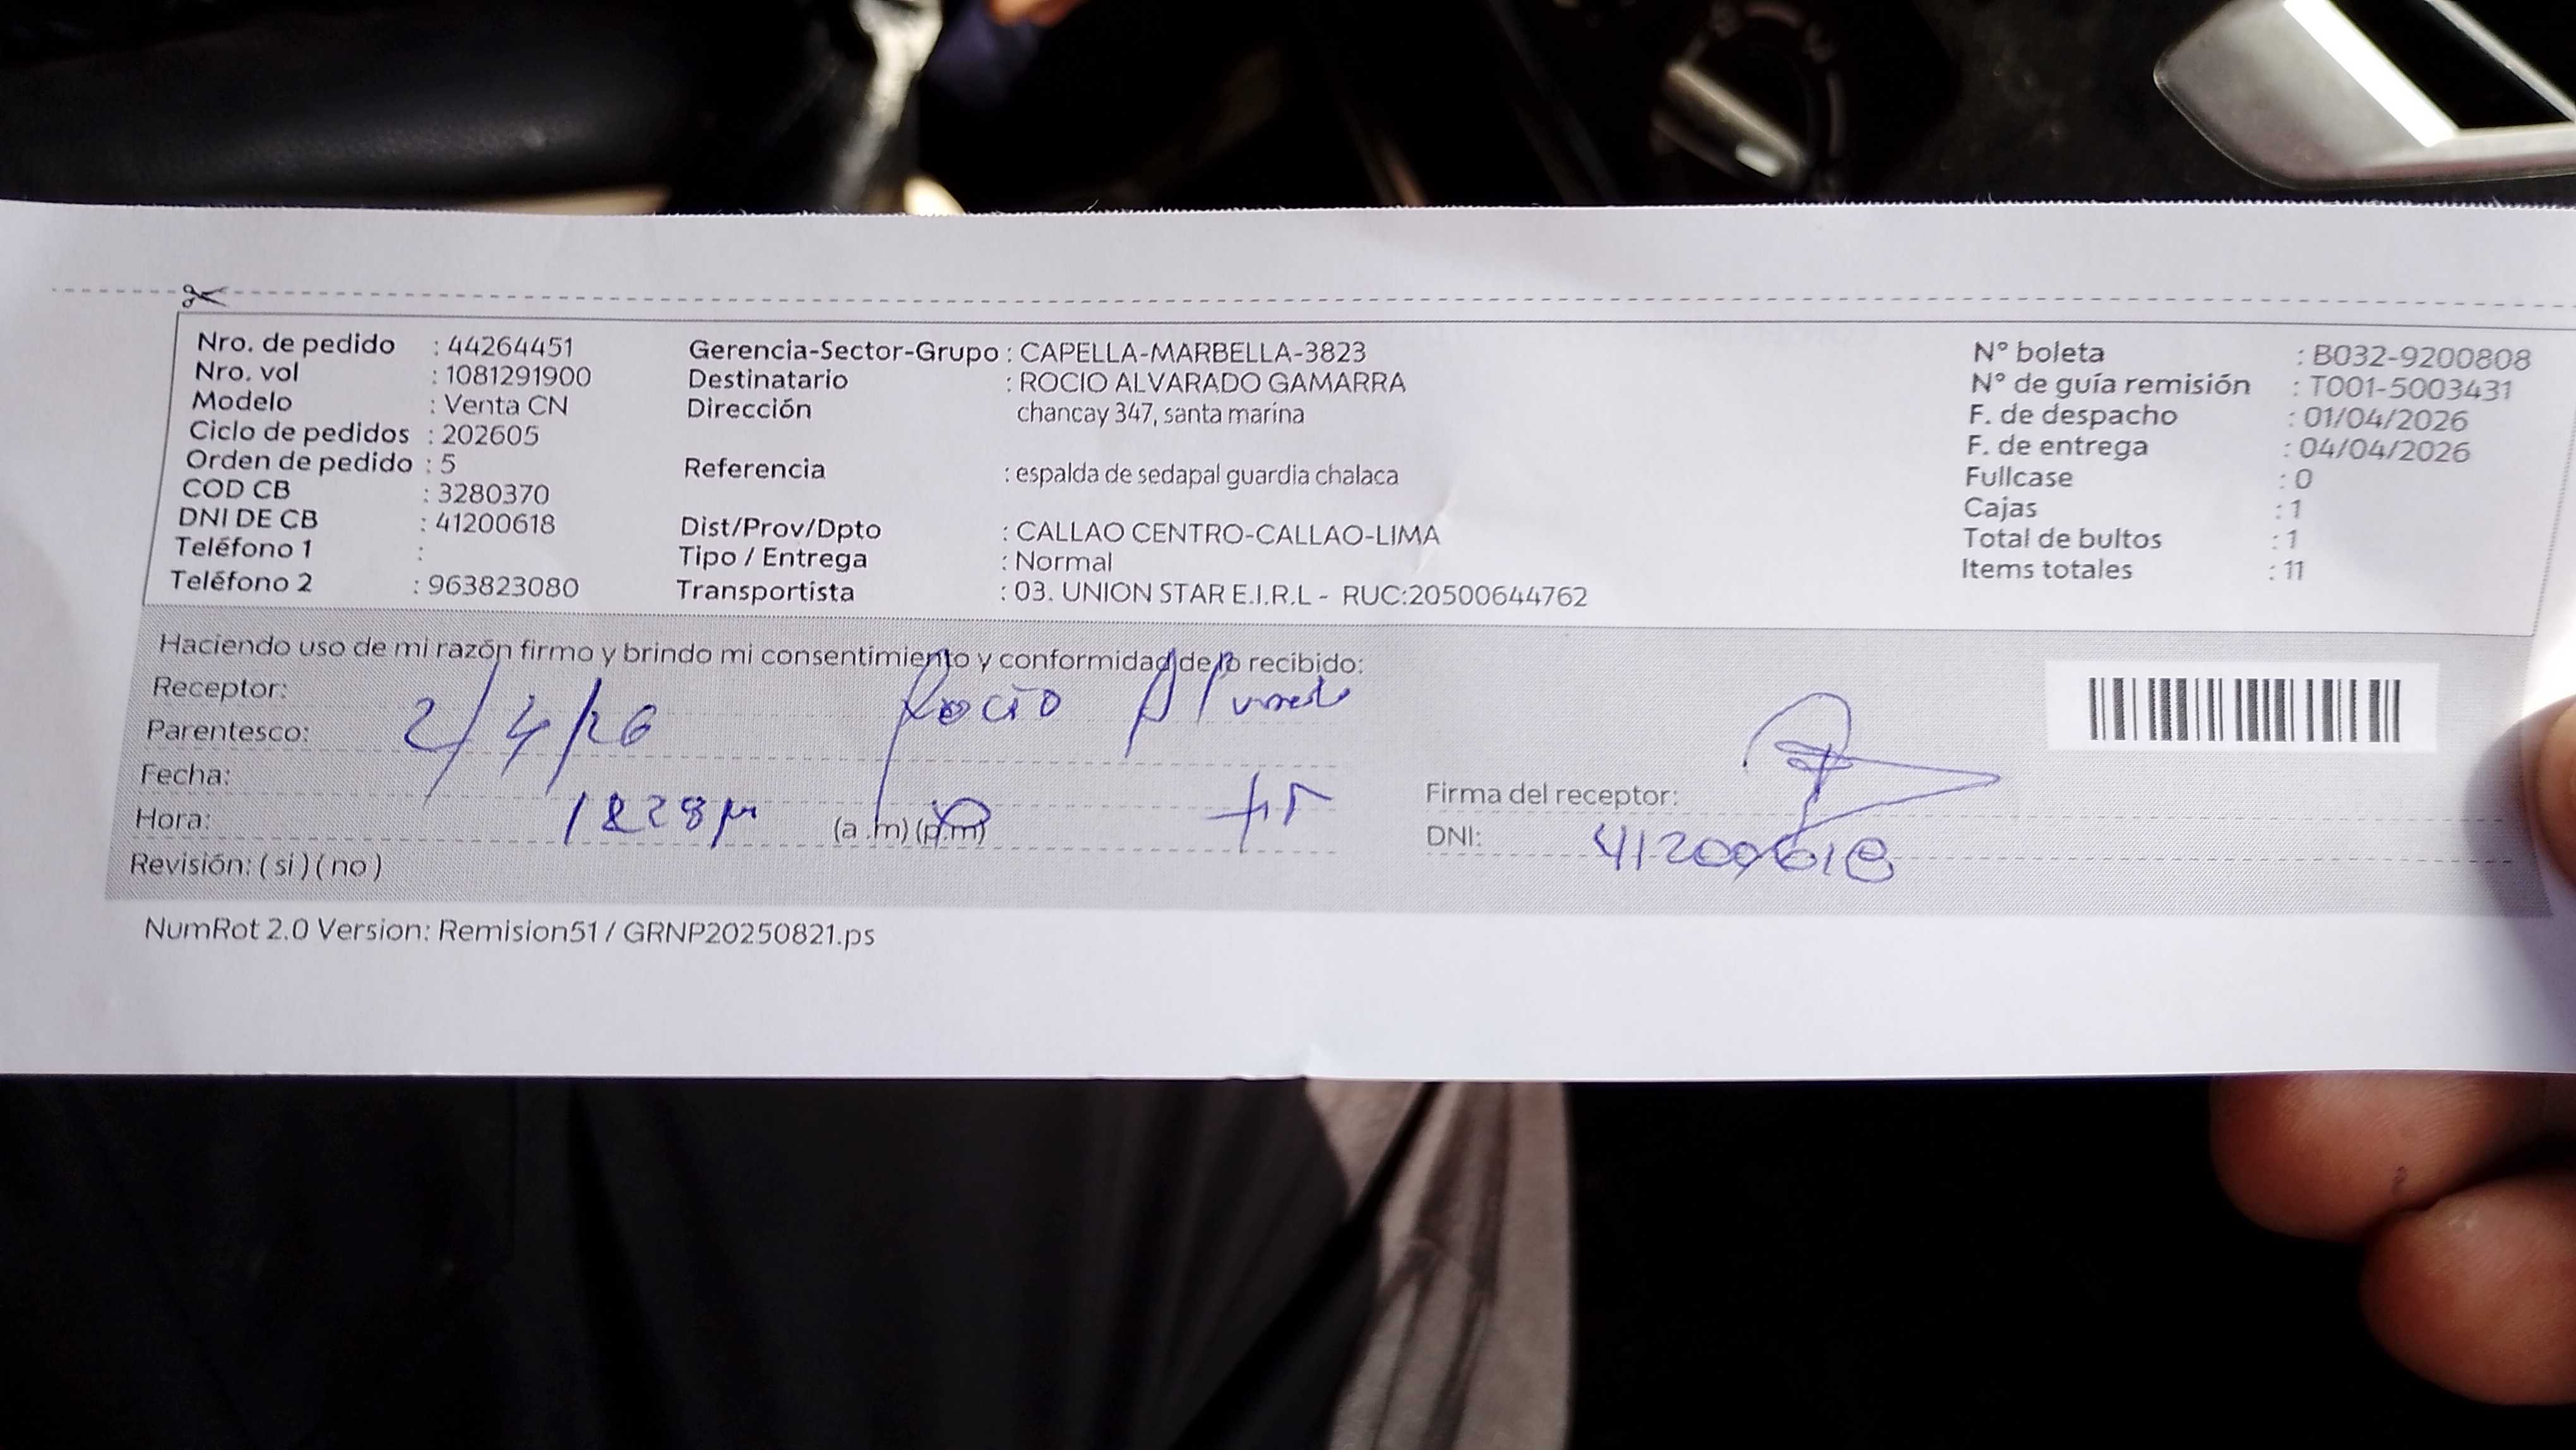 Nro. de pedido : 44264451
Nro. vol : 1081291900
Modelo : Venta CN
Ciclo de pedidos : 202605
Orden de pedido : 5
COD CB : 3280370
DNI DE CB : 41200618
Teléfono 1 :
Teléfono 2 : 963823080
Gerencia-Sector-Grupo : CAPELLA-MARBELLA-3823
Destinatario : ROCIO ALVARADO GAMARRA
Dirección chancay 347, santa marina
Referencia : espalda de sedapal guardia chalaca
Dist/Prov/Dpto : CALLAO CENTRO-CALLAO-LIMA
Tipo / Entrega : Normal
Transportista : 03. UNION STAR E.I.R.L - RUC:20500644762
N° boleta : B032-9200808
N° de guía remisión : T001-5003431
F. de despacho : 01/04/2026
F. de entrega : 04/04/2026
Fullcase : 0
Cajas : 1
Total de bultos : 1
Items totales : 11
Haciendo uso de mi razón firmo y brindo mi consentimiento y conformidad de lo recibido:
Receptor: Rocio
Parentesco: 2/4/26
Fecha:
Hora: (a .m) (p.m)
Revisión: ( si ) ( no )
Firma del receptor:
DNI: 41200618
NumRot 2.0 Version: Remision51 / GRNP20250821.ps